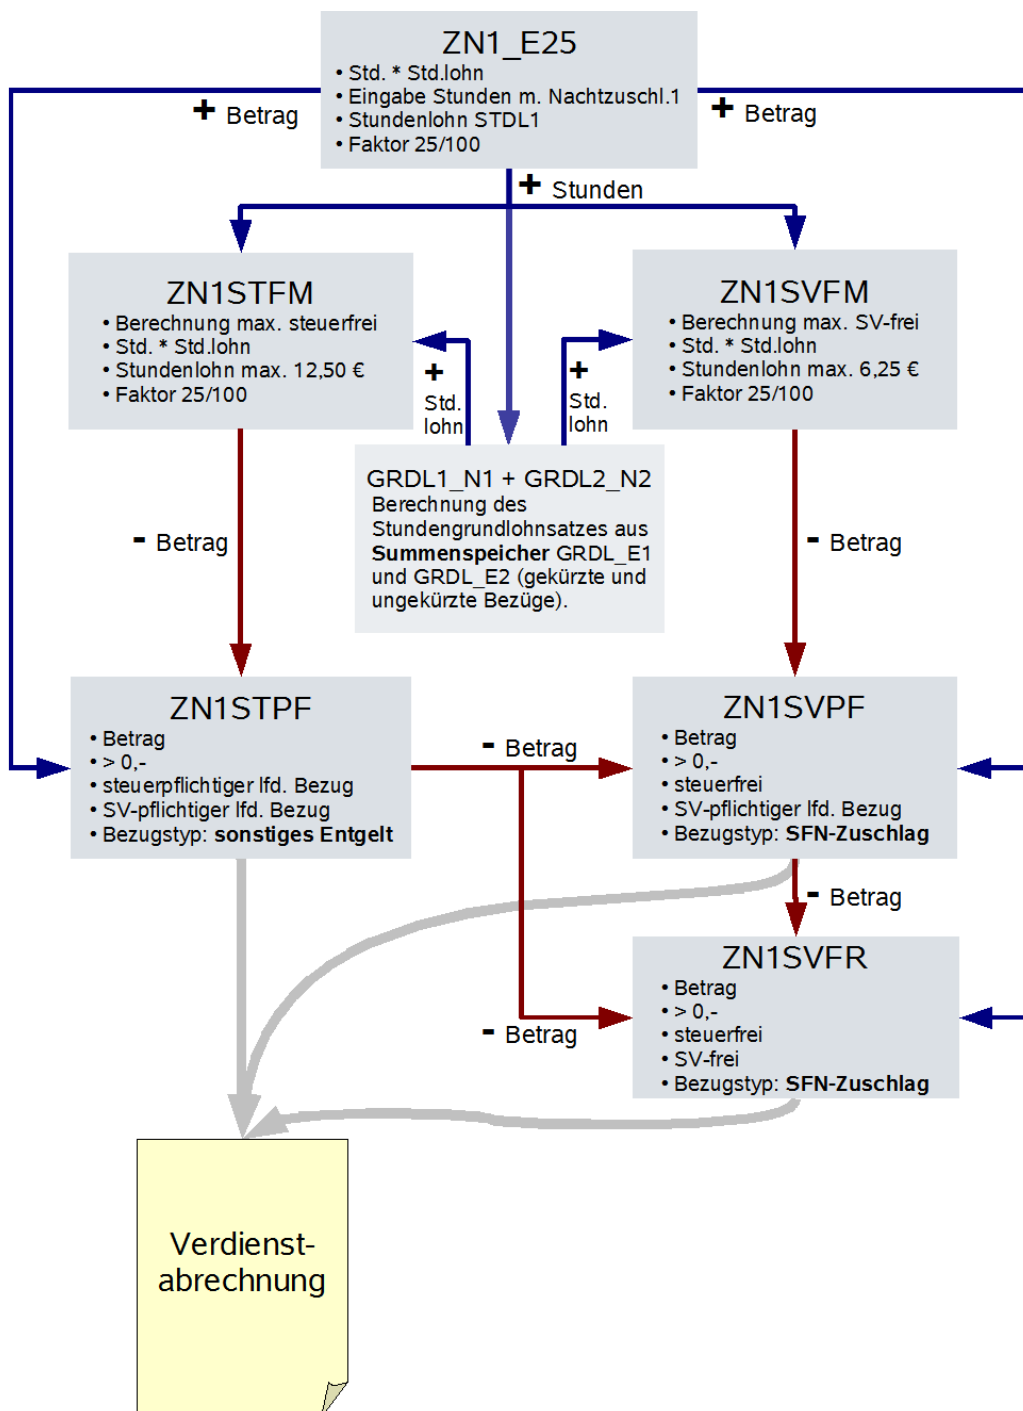 ZN1_E25
• Std. * Std.lohn
• Eingabe Stunden m. Nachtzuschl.1
• Stundenlohn STDL1
• Faktor 25/100
+ Betrag
+ Betrag
+ Stunden
ZN1STFM
• Berechnung max. steuerfrei
• Std. * Std.lohn
• Stundenlohn max. 12,50 €
• Faktor 25/100
ZN1SVFM
• Berechnung max. SV-frei
• Std. * Std.lohn
• Stundenlohn max. 6,25 €
• Faktor 25/100
+
Std.
lohn
+
Std.
lohn
GRDL1_N1 + GRDL2_N2
Berechnung des
Stundengrundlohnsatzes aus
Summenspeicher GRDL_E1
und GRDL_E2 (gekürzte und
ungekürzte Bezüge).
- Betrag
- Betrag
ZN1STPF
• Betrag
• > 0,-
• steuerpflichtiger lfd. Bezug
• SV-pflichtiger lfd. Bezug
• Bezugstyp: sonstiges Entgelt
- Betrag
ZN1SVPF
• Betrag
• > 0,-
• steuerfrei
• SV-pflichtiger lfd. Bezug
• Bezugstyp: SFN-Zuschlag
- Betrag
- Betrag
ZN1SVFR
• Betrag
• > 0,-
• steuerfrei
• SV-frei
• Bezugstyp: SFN-Zuschlag
Verdienst-
abrechnung